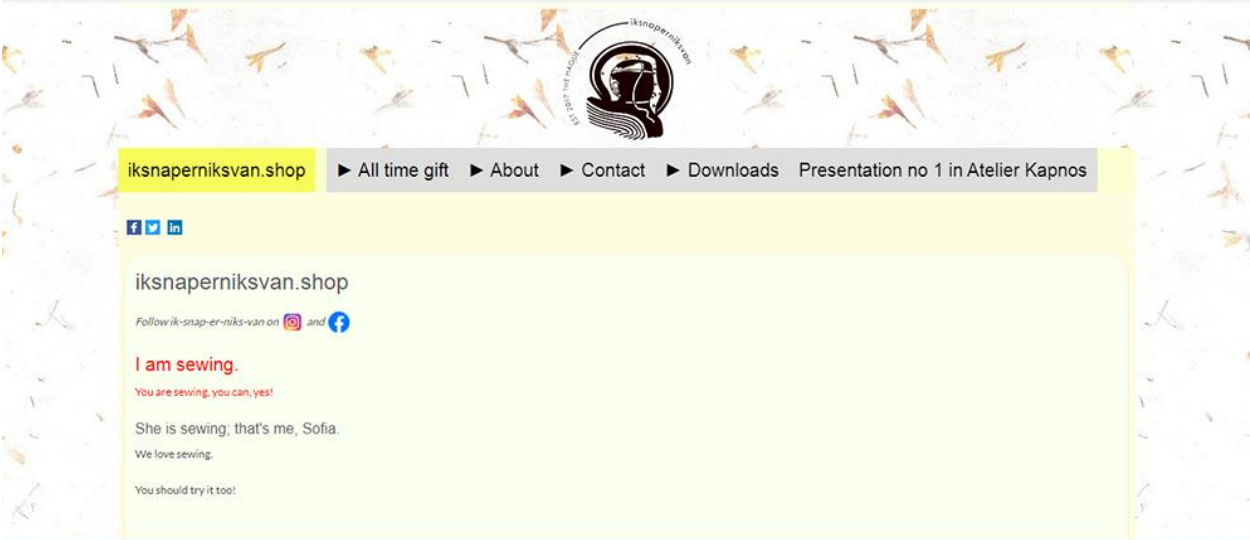 iksnaperniksvan
EST 2017 THE HAGUE
iksnaperniksvan.shop ► All time gift ► About ► Contact ► Downloads Presentation no 1 in Atelier Kapnos
iksnaperniksvan.shop
Follow ik-snap-er-niks-van on and
I am sewing.
You are sewing, you can, yes!
She is sewing; that's me, Sofia.
We love sewing.
You should try it too!